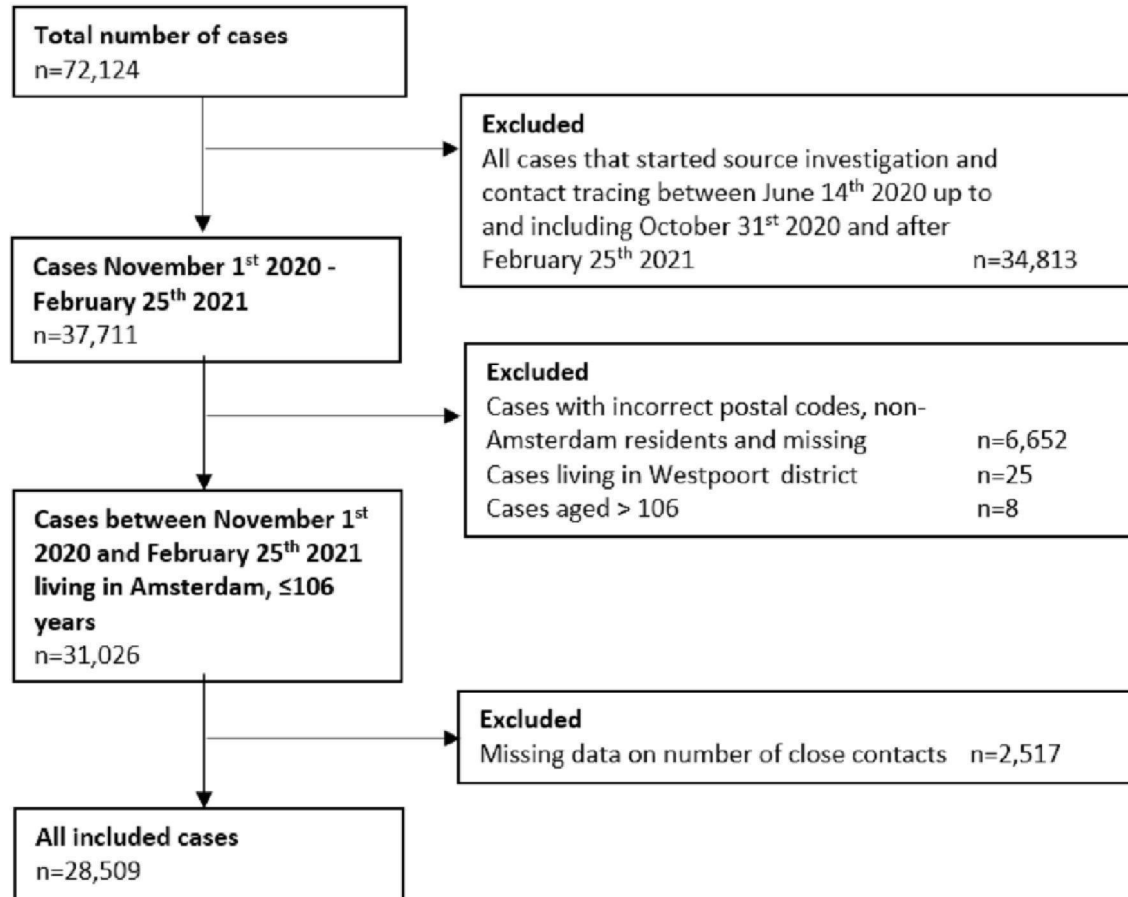 Total number of cases
n=72,124
Excluded
All cases that started source investigation and
contact tracing between June 14th 2020 up to
and including October 31st 2020 and after
February 25th 2021 n=34,813
Cases November 1st 2020 -
February 25th 2021
n=37,711
Excluded
Cases with incorrect postal codes, non-
Amsterdam residents and missing n=6,652
Cases living in Westpoort district n=25
Cases aged > 106 n=8
Cases between November 1st
2020 and February 25th 2021
living in Amsterdam, ≤106
years
n=31,026
Excluded
Missing data on number of close contacts n=2,517
All included cases
n=28,509